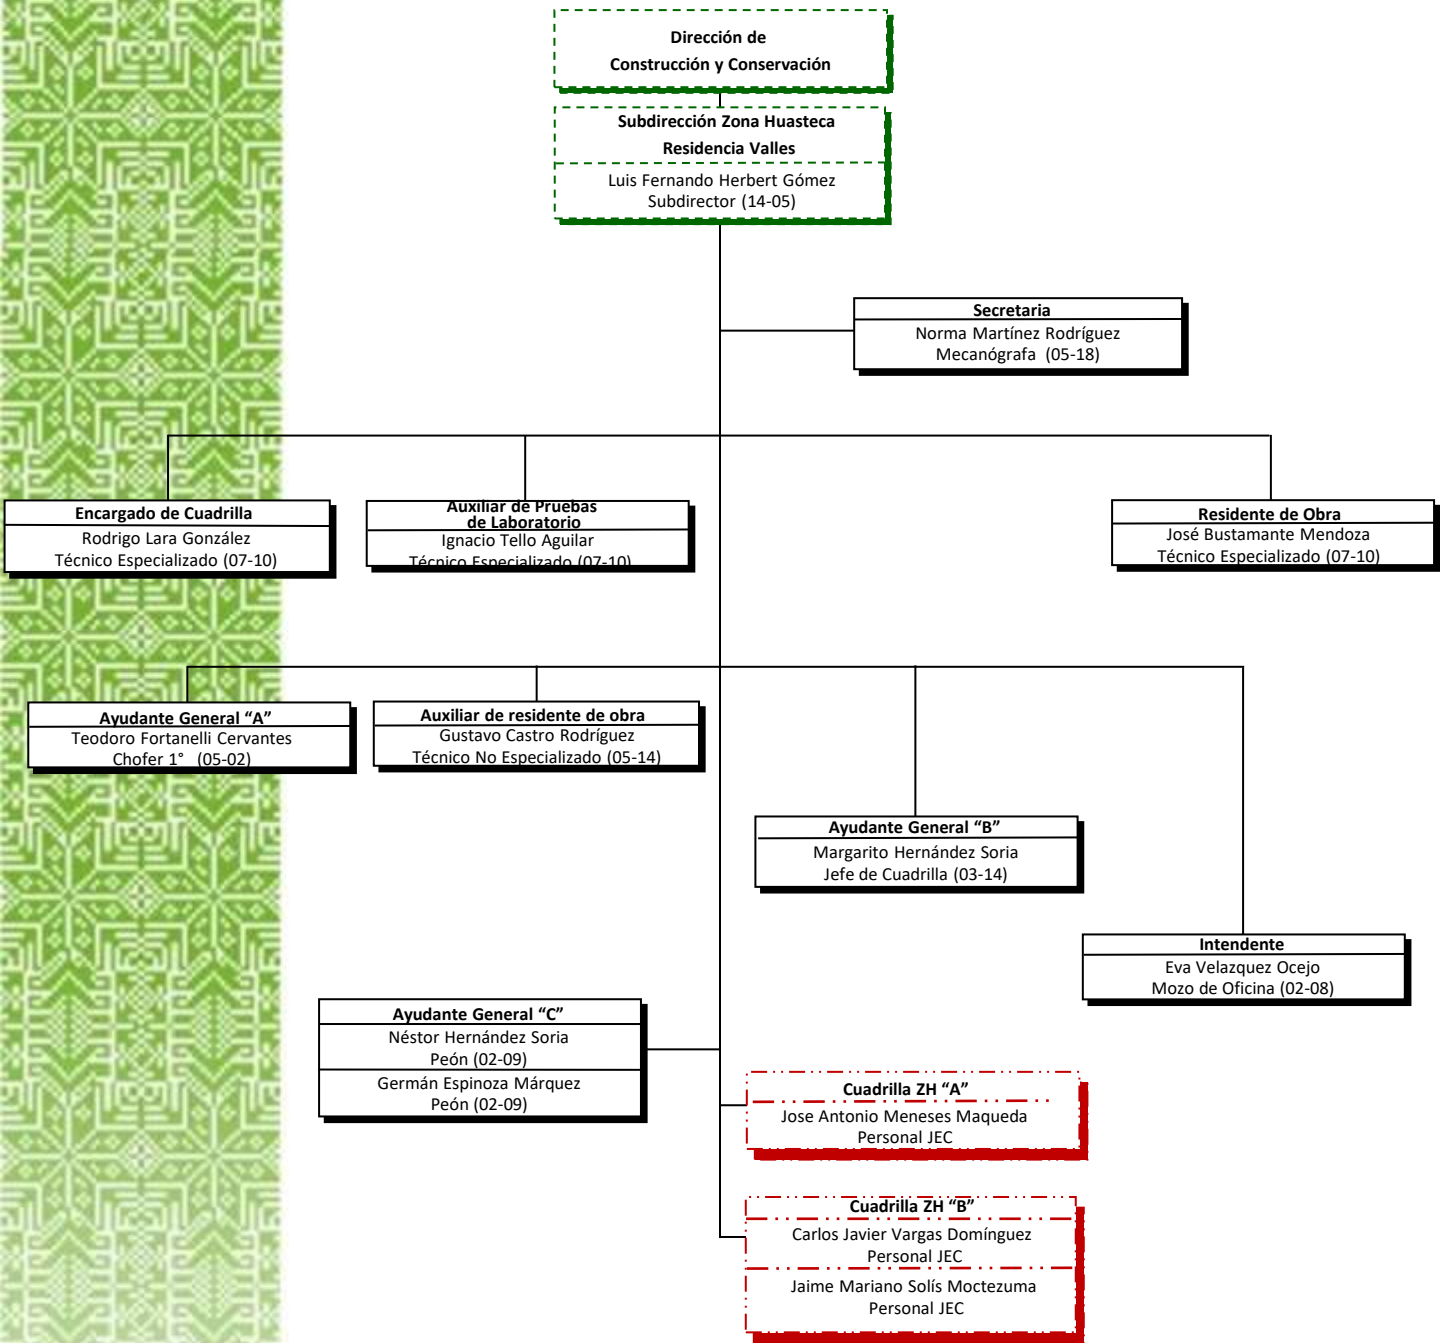 Dirección de
Construcción y Conservación
Subdirección Zona Huasteca
Residencia Valles
Luis Fernando Herbert Gómez
Subdirector (14-05)
Secretaria
Norma Martínez Rodríguez
Mecanógrafa (05-18)
Encargado de Cuadrilla
Rodrigo Lara González
Técnico Especializado (07-10)
Auxiliar de Pruebas
de Laboratorio
Ignacio Tello Aguilar
Técnico Especializado (07-10)
Residente de Obra
José Bustamante Mendoza
Técnico Especializado (07-10)
Ayudante General “A”
Teodoro Fortanelli Cervantes
Chofer 1° (05-02)
Auxiliar de residente de obra
Gustavo Castro Rodríguez
Técnico No Especializado (05-14)
Ayudante General “B”
Margarito Hernández Soria
Jefe de Cuadrilla (03-14)
Intendente
Eva Velazquez Ocejo
Mozo de Oficina (02-08)
Ayudante General “C”
Néstor Hernández Soria
Peón (02-09)
Germán Espinoza Márquez
Peón (02-09)
Cuadrilla ZH “A”
Jose Antonio Meneses Maqueda
Personal JEC
Cuadrilla ZH “B”
Carlos Javier Vargas Domínguez
Personal JEC
Jaime Mariano Solís Moctezuma
Personal JEC